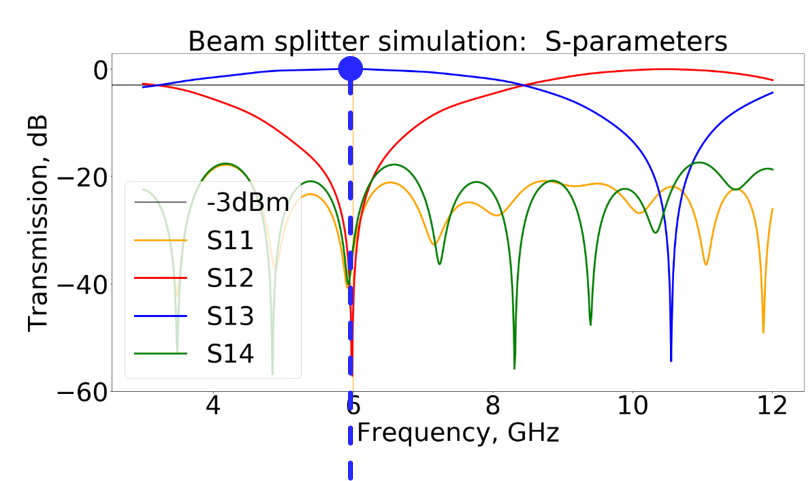 Beam splitter simulation: S-parameters
Transmission, dB
0
−20
−40
−60
-3dBm
S11
S12
S13
S14
4 6 8 10 12
Frequency, GHz